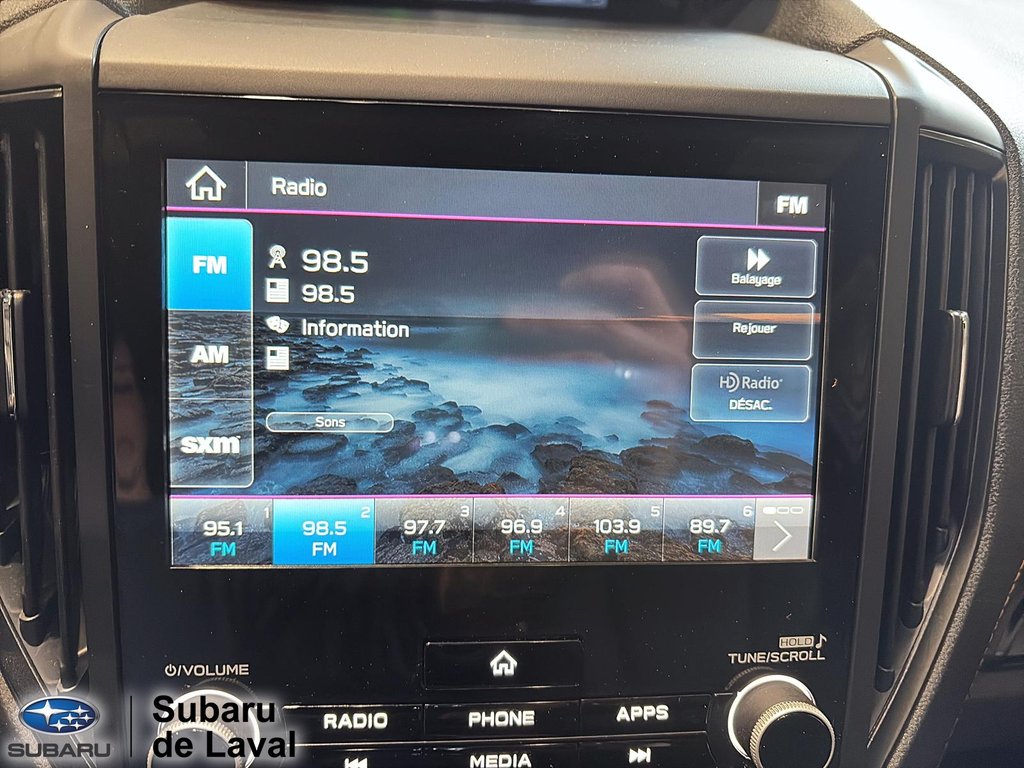 Radio
FM
FM
98.5
98.5
Balayage
Information
Rejouer
AM
HD Radio®
DÉSAC.
Sons
sxm
1
2
3
4
5
6
95.1
98.5
97.7
96.9
103.9
89.7
FM
FM
FM
FM
FM
FM
HOLD
TUNE/SCROLL
/VOLUME
RADIO
PHONE
APPS
MEDIA
SUBARU
Subaru
de Laval